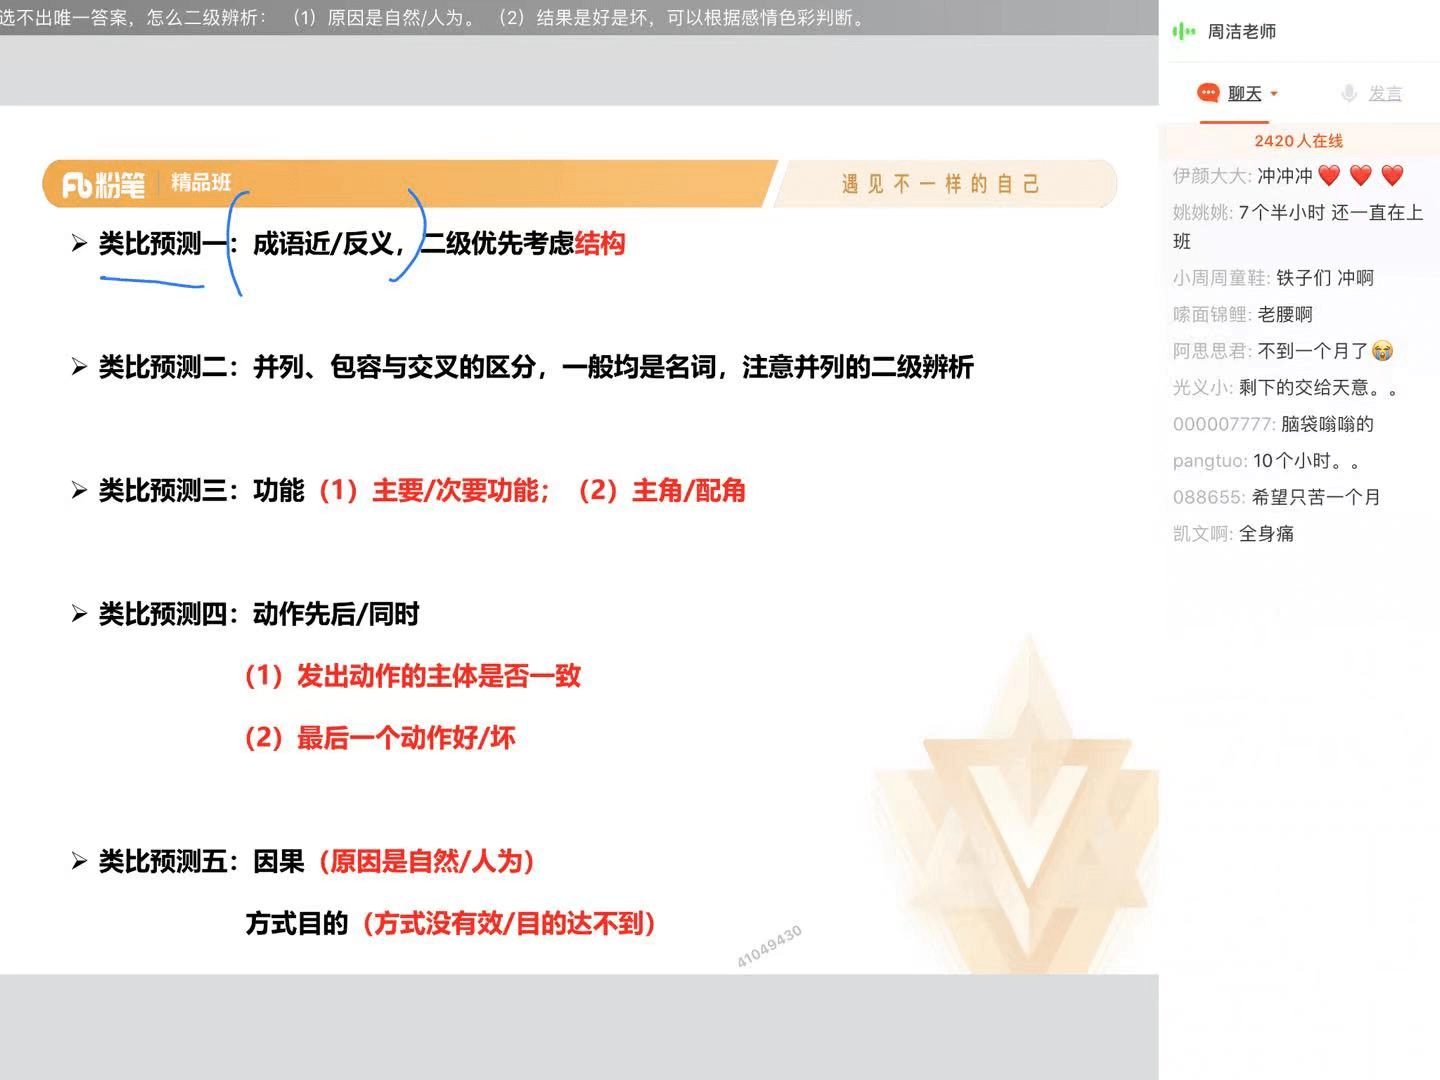 选不出唯一答案，怎么二级辨析：（1）原因是自然/人为。（2）结果是好是坏，可以根据感情色彩判断。
粉笔 精品班
遇见不一样的自己
类比预测一：成语近/反义，二级优先考虑结构
类比预测二：并列、包容与交叉的区分，一般均是名词，注意并列的二级辨析
类比预测三：功能（1）主要/次要功能；（2）主角/配角
类比预测四：动作先后/同时
（1）发出动作的主体是否一致
（2）最后一个动作好/坏
类比预测五：因果（原因是自然/人为）
方式目的（方式没有效/目的达不到）
41049430
周洁老师
聊天 发言
2420人在线
伊颜大大: 冲冲冲❤️ ❤️ ❤️
姚姚姚: 7个半小时 还一直在上
班
小周周童鞋: 铁子们 冲啊
嗦面锦鲤: 老腰啊
阿思思君: 不到一个月了😭
光义小: 剩下的交给天意。。
000007777: 脑袋嗡嗡的
pangtuo: 10个小时。。
088655: 希望只苦一个月
凯文啊: 全身痛